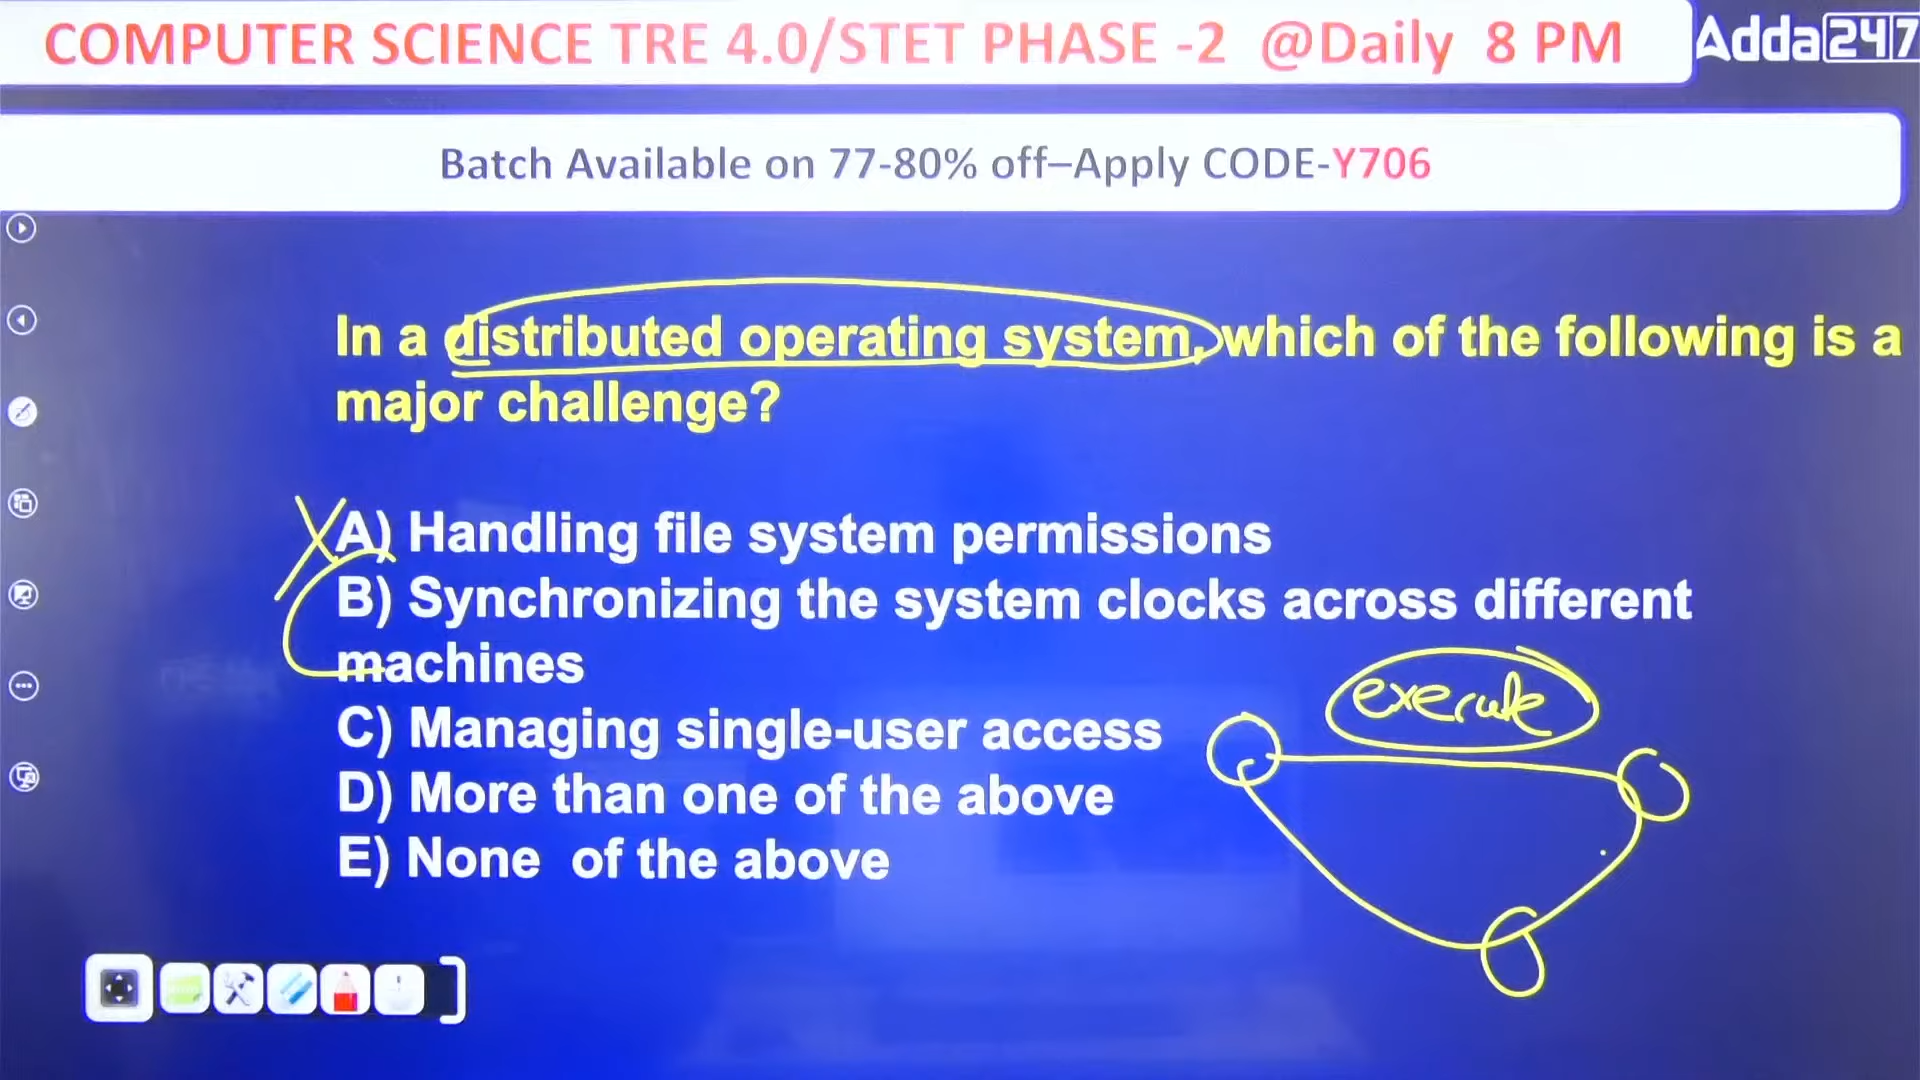 COMPUTER SCIENCE TRE 4.0/STET PHASE -2 @Daily 8 PM
Adda247
Batch Available on 77-80% off–Apply CODE-Y706
In a distributed operating system, which of the following is a
major challenge?
A) Handling file system permissions
B) Synchronizing the system clocks across different
machines
C) Managing single-user access
D) More than one of the above
E) None of the above
execute